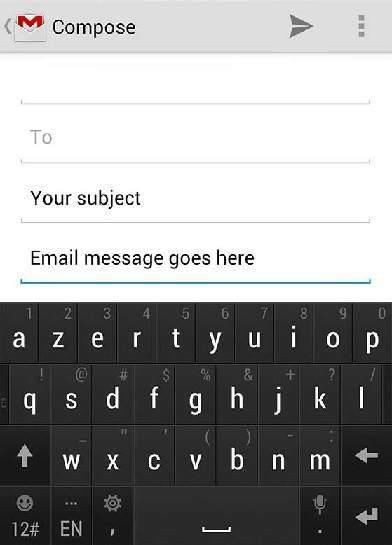 Compose
To
Your subject
Email message goes here
1 2 3 4 5 6 7 8 9 0
a z e r t y u i o p
! @ # $ % & + ? /
q s d f g h j k l
_ " ' ( ) - :
w x c v b n m
...
12# EN , .